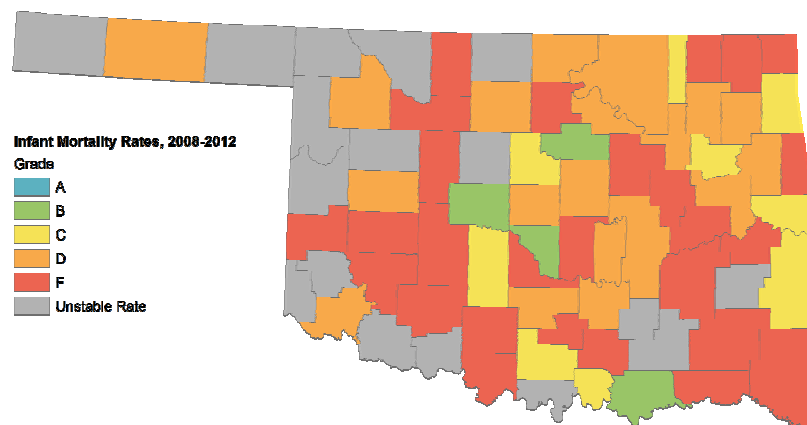 Infant Mortality Rates, 2008-2012
Grade
A
B
C
D
F
Unstable Rate